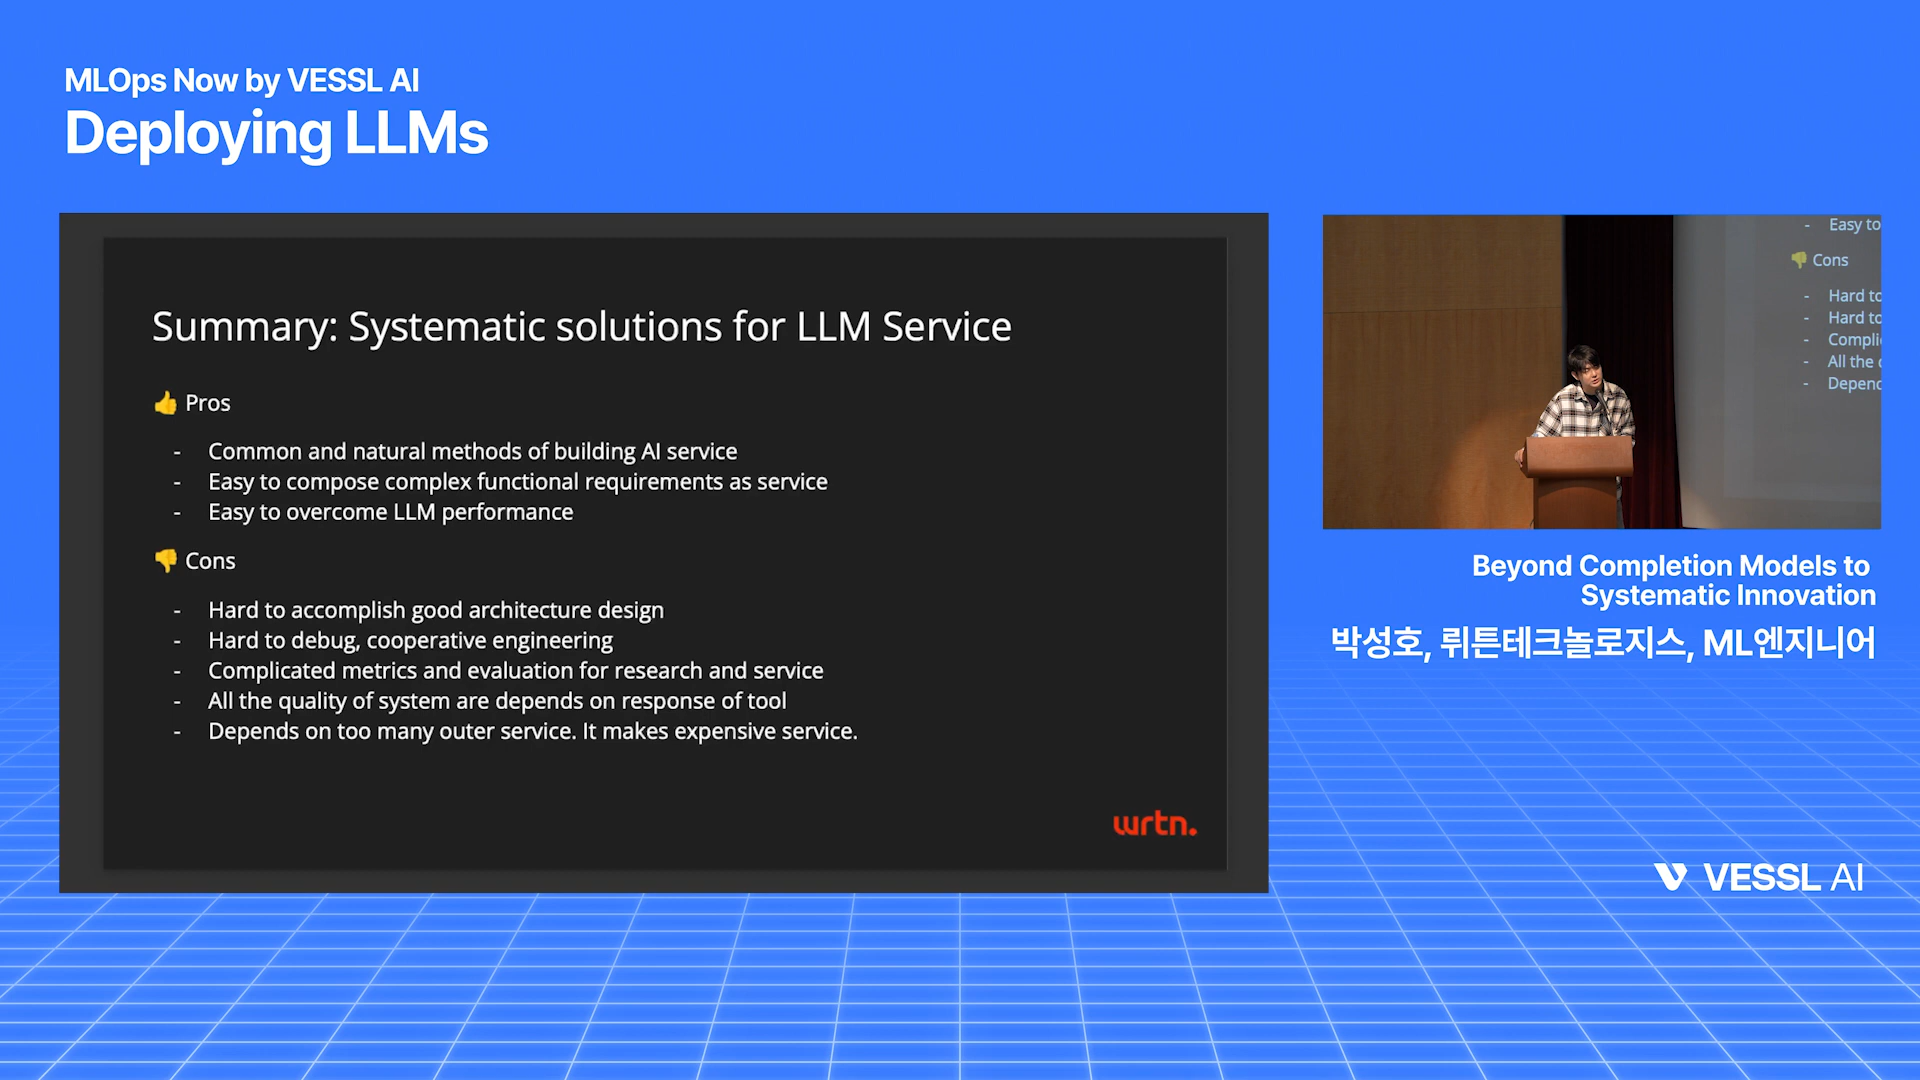 MLOps Now by VESSL AI
Deploying LLMs
Summary: Systematic solutions for LLM Service
👍 Pros
- Common and natural methods of building AI service
- Easy to compose complex functional requirements as service
- Easy to overcome LLM performance
👎 Cons
- Hard to accomplish good architecture design
- Hard to debug, cooperative engineering
- Complicated metrics and evaluation for research and service
- All the quality of system are depends on response of tool
- Depends on too many outer service. It makes expensive service.
wrtn.
- Easy to
👎 Cons
- Hard to
- Hard to
- Compli
- All the
- Depend
Beyond Completion Models to
Systematic Innovation
박성호, 뤼튼테크놀로지스, ML엔지니어
VESSL AI